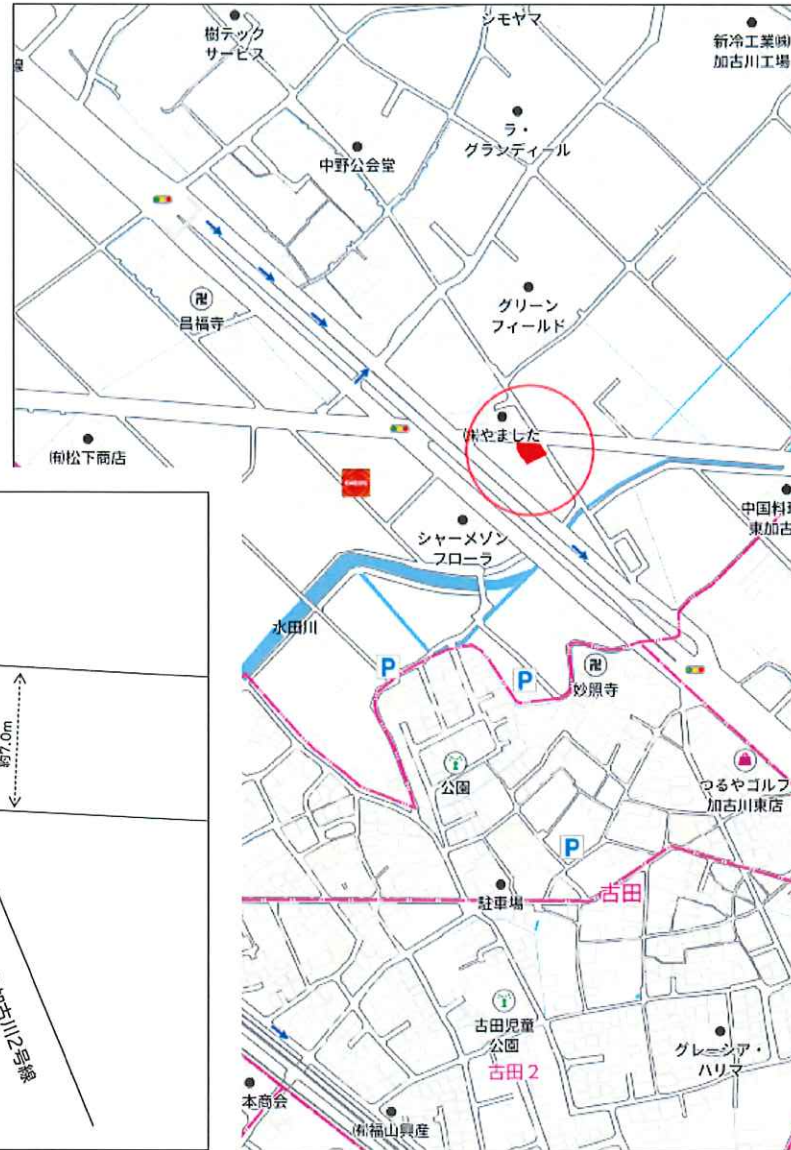 シモヤマ
樹テック
サービス
新冷工業㈱
加古川工場
線
ラ・
グランディール
中野公会堂
卍
昌福寺
グリーン
フィールド
㈱やました
㈲松下商店
ENEOS
シャーメゾン
フローラ
中国料理
東加古
水田川
P
P
卍
妙照寺
約7.0m
公園
つるやゴルフ
加古川東店
P
駐車場
古田
加古川2号線
古田児童
公園
古田2
グレーシア・
ハリマ
本商会
㈲福山興産